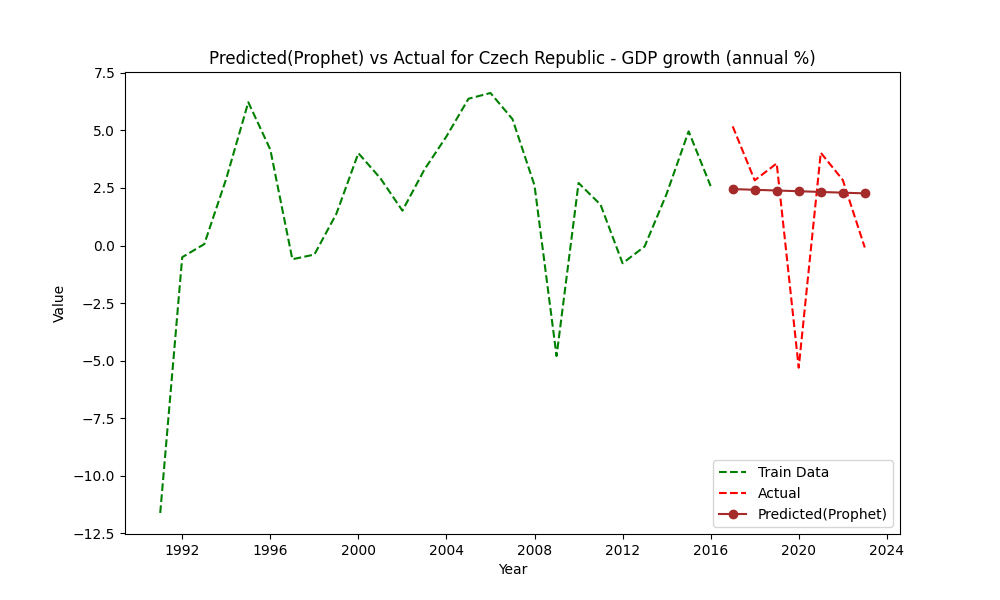 Predicted(Prophet) vs Actual for Czech Republic - GDP growth (annual %)
7.5
5.0
2.5
0.0
−2.5
−5.0
−7.5
−10.0
−12.5
Value
Train Data
Actual
Predicted(Prophet)
1992 1996 2000 2004 2008 2012 2016 2020 2024
Year